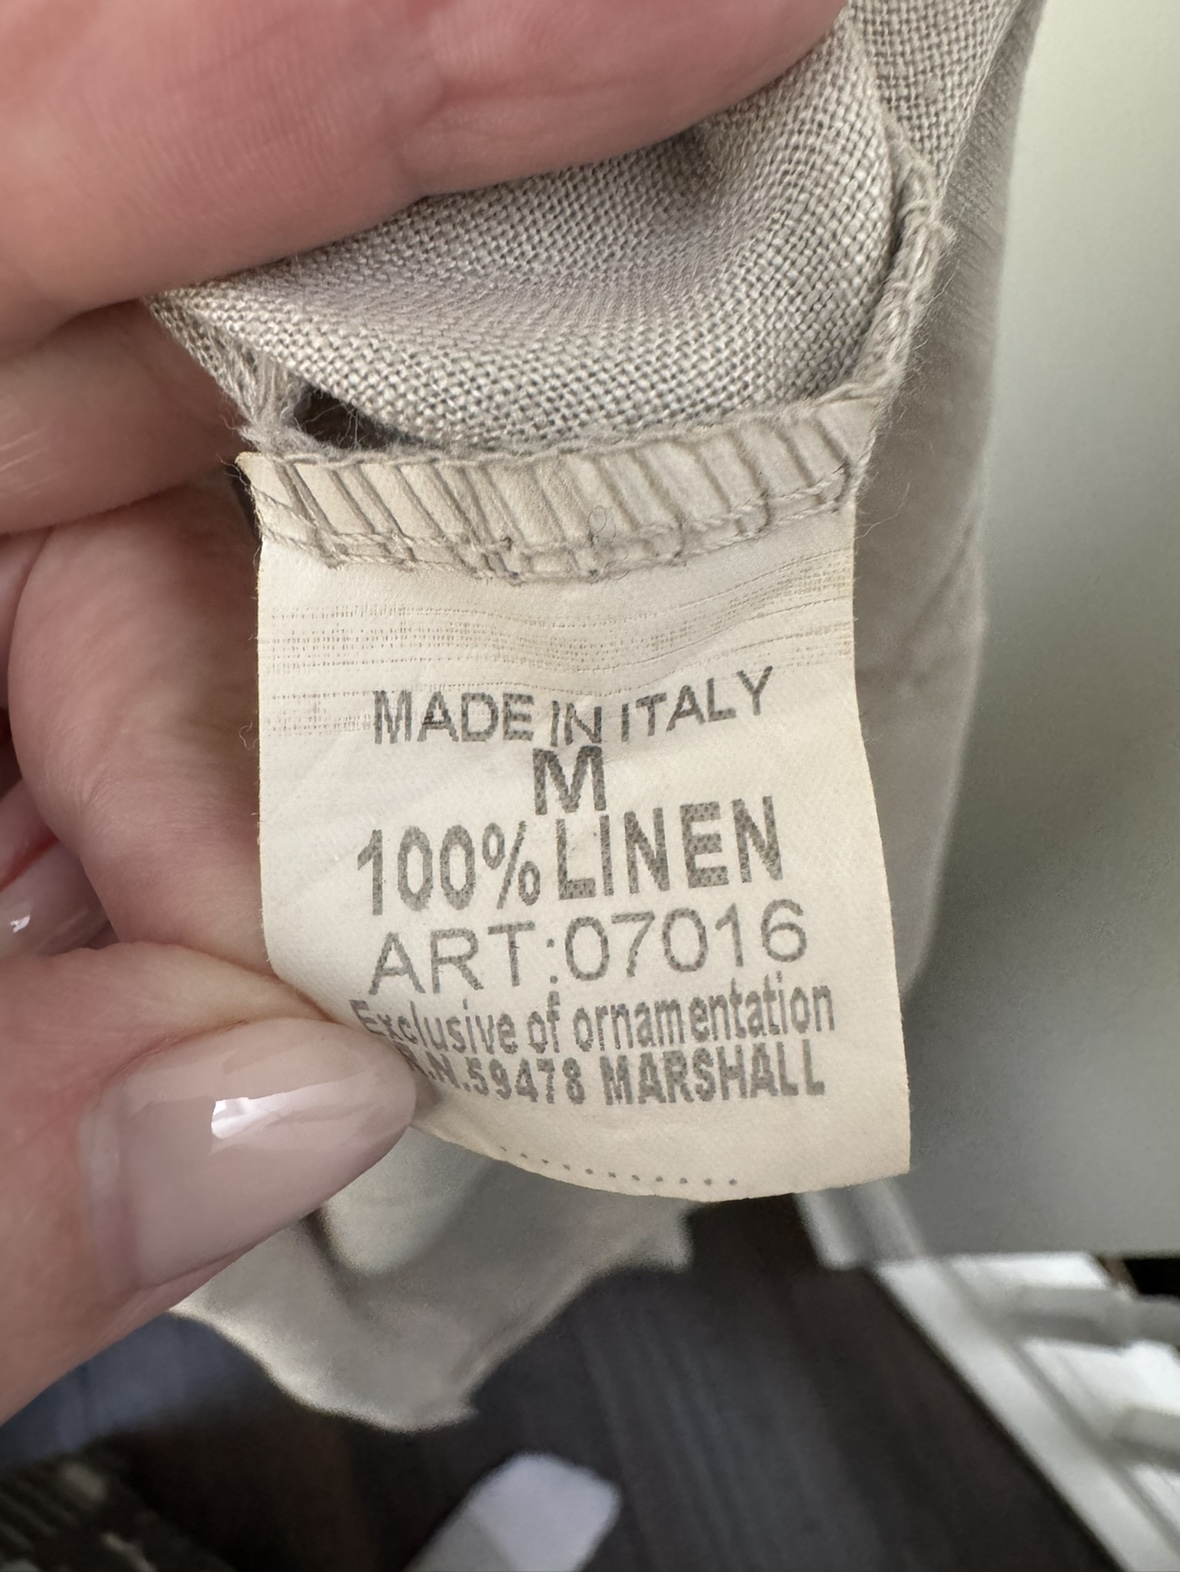 MADE IN ITALY
M
100% LINEN
ART:07016
Exclusive of ornamentation
R.N.59478 MARSHALL